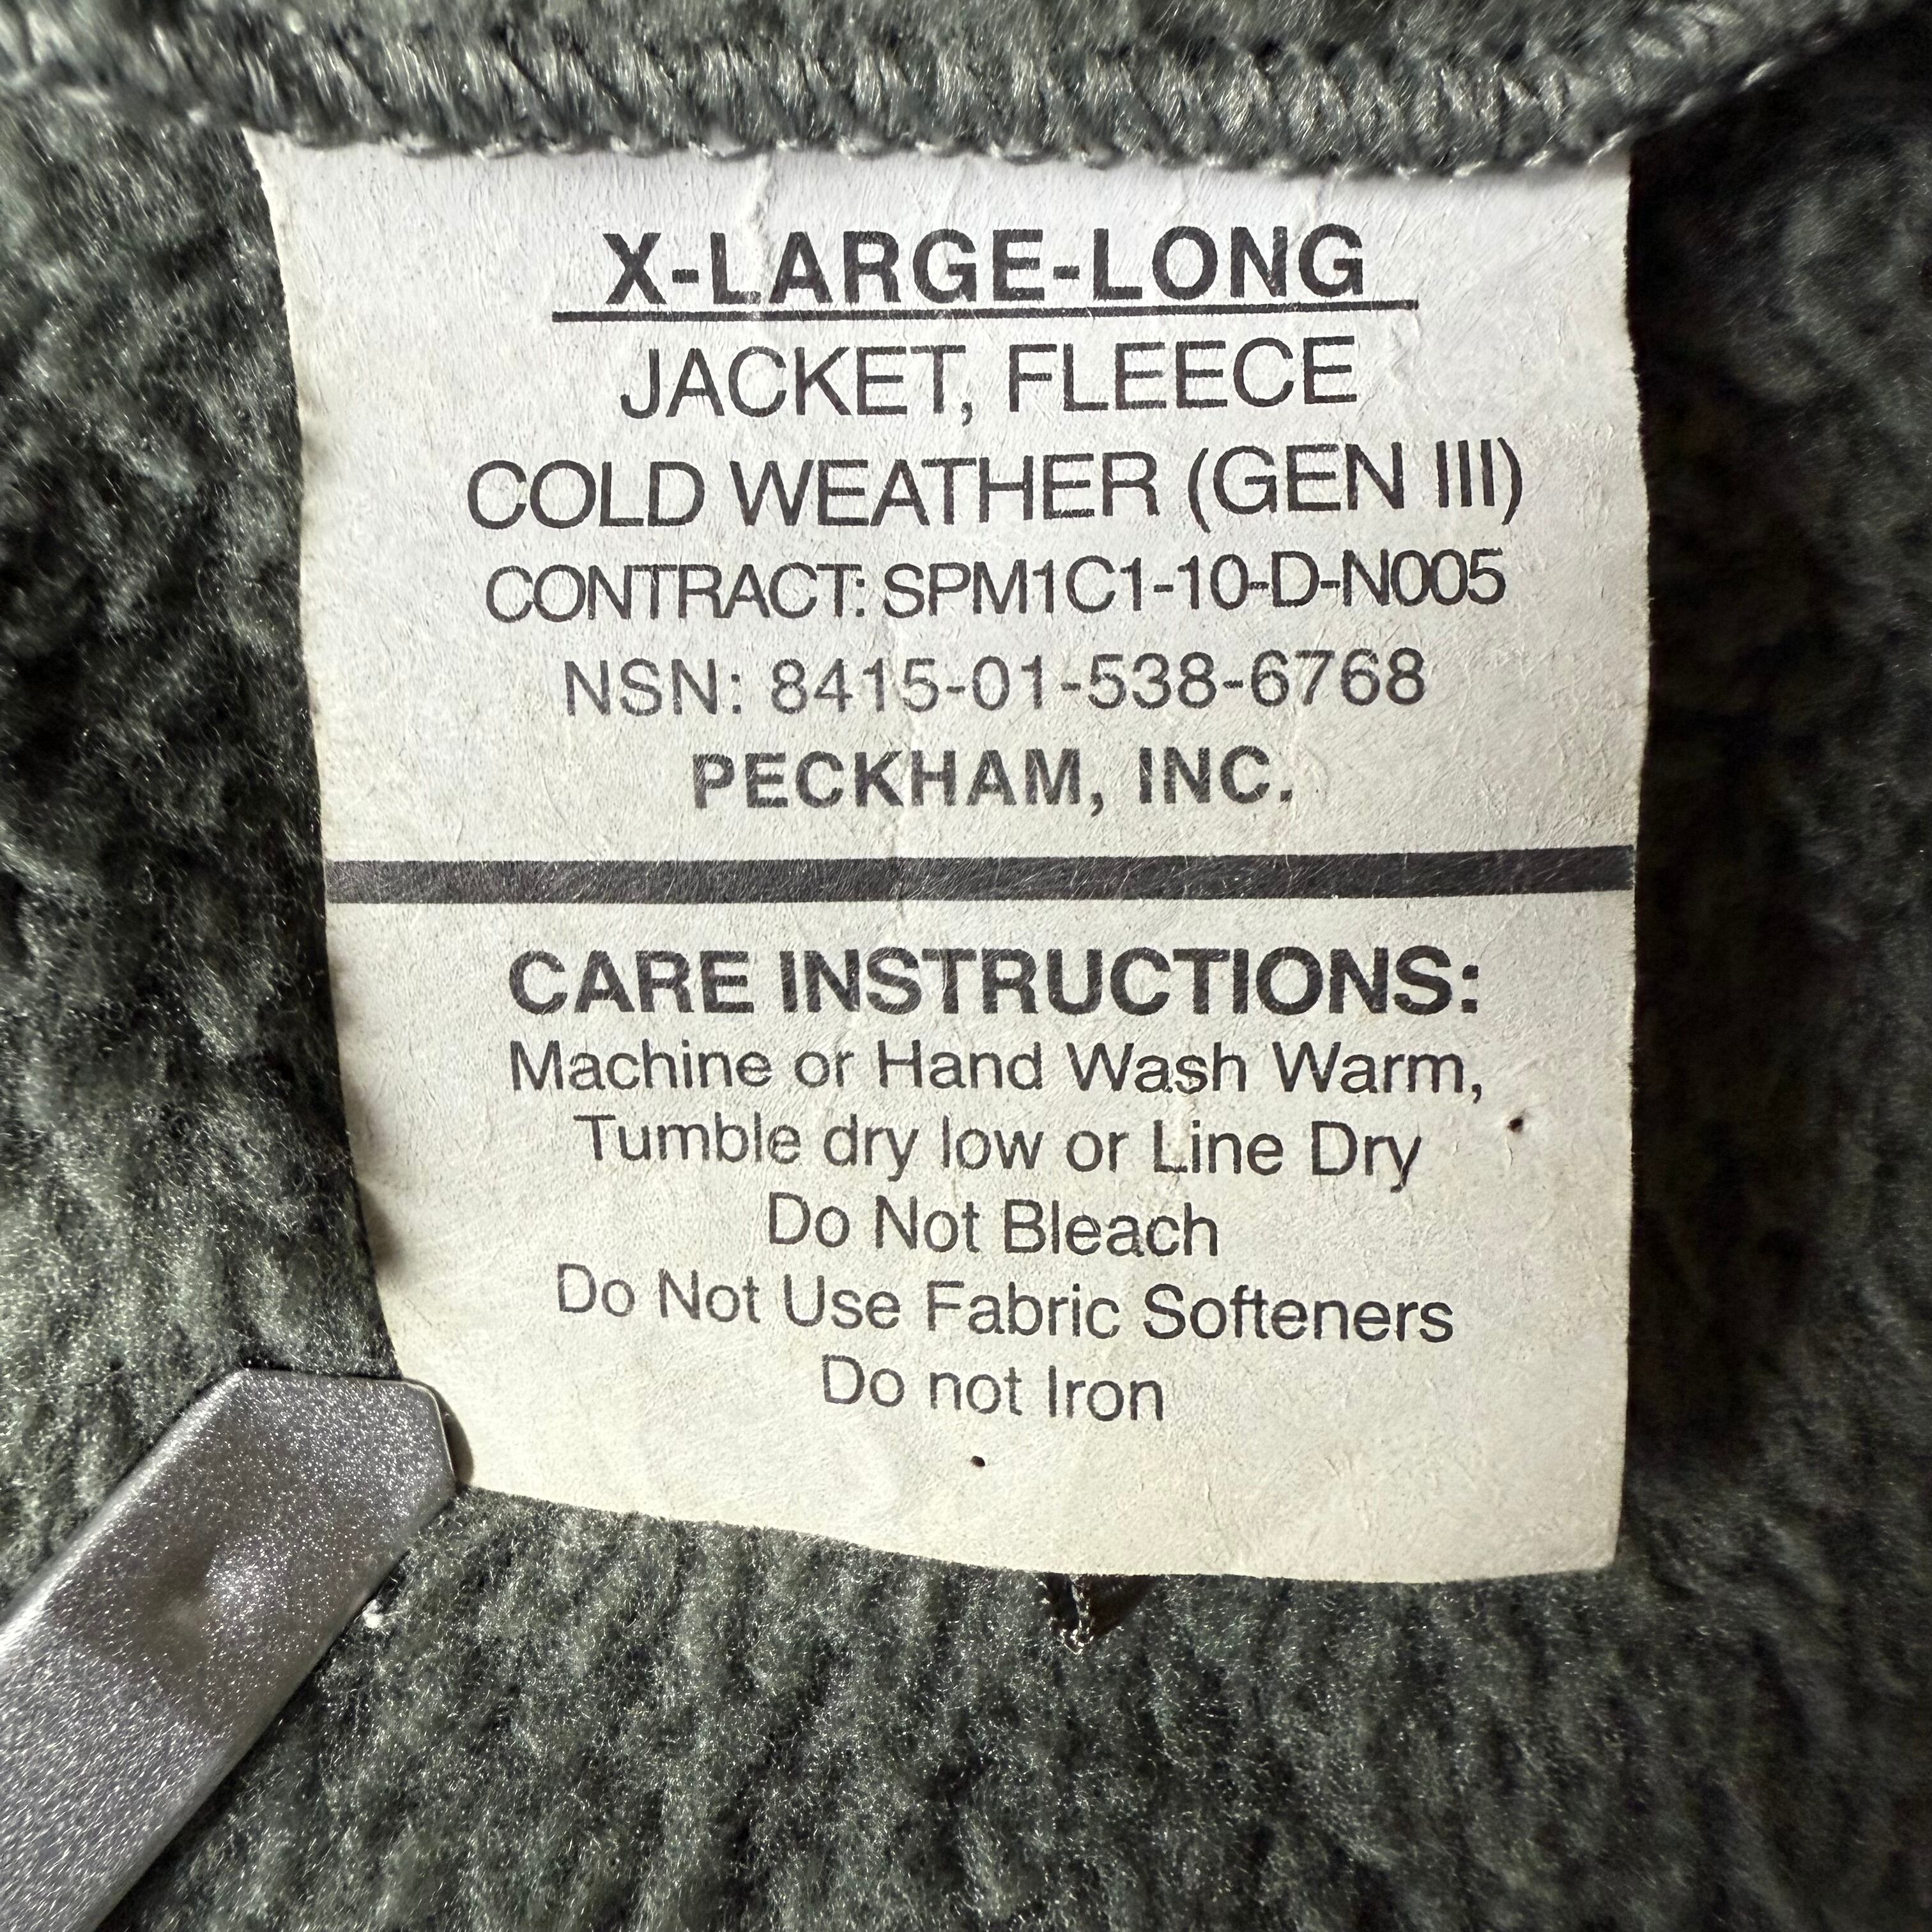 X-LARGE-LONG
JACKET, FLEECE
COLD WEATHER (GEN III)
CONTRACT: SPM1C1-10-D-N005
NSN: 8415-01-538-6768
PECKHAM, INC.
CARE INSTRUCTIONS:
Machine or Hand Wash Warm,
Tumble dry low or Line Dry
Do Not Bleach
Do Not Use Fabric Softeners
Do not Iron